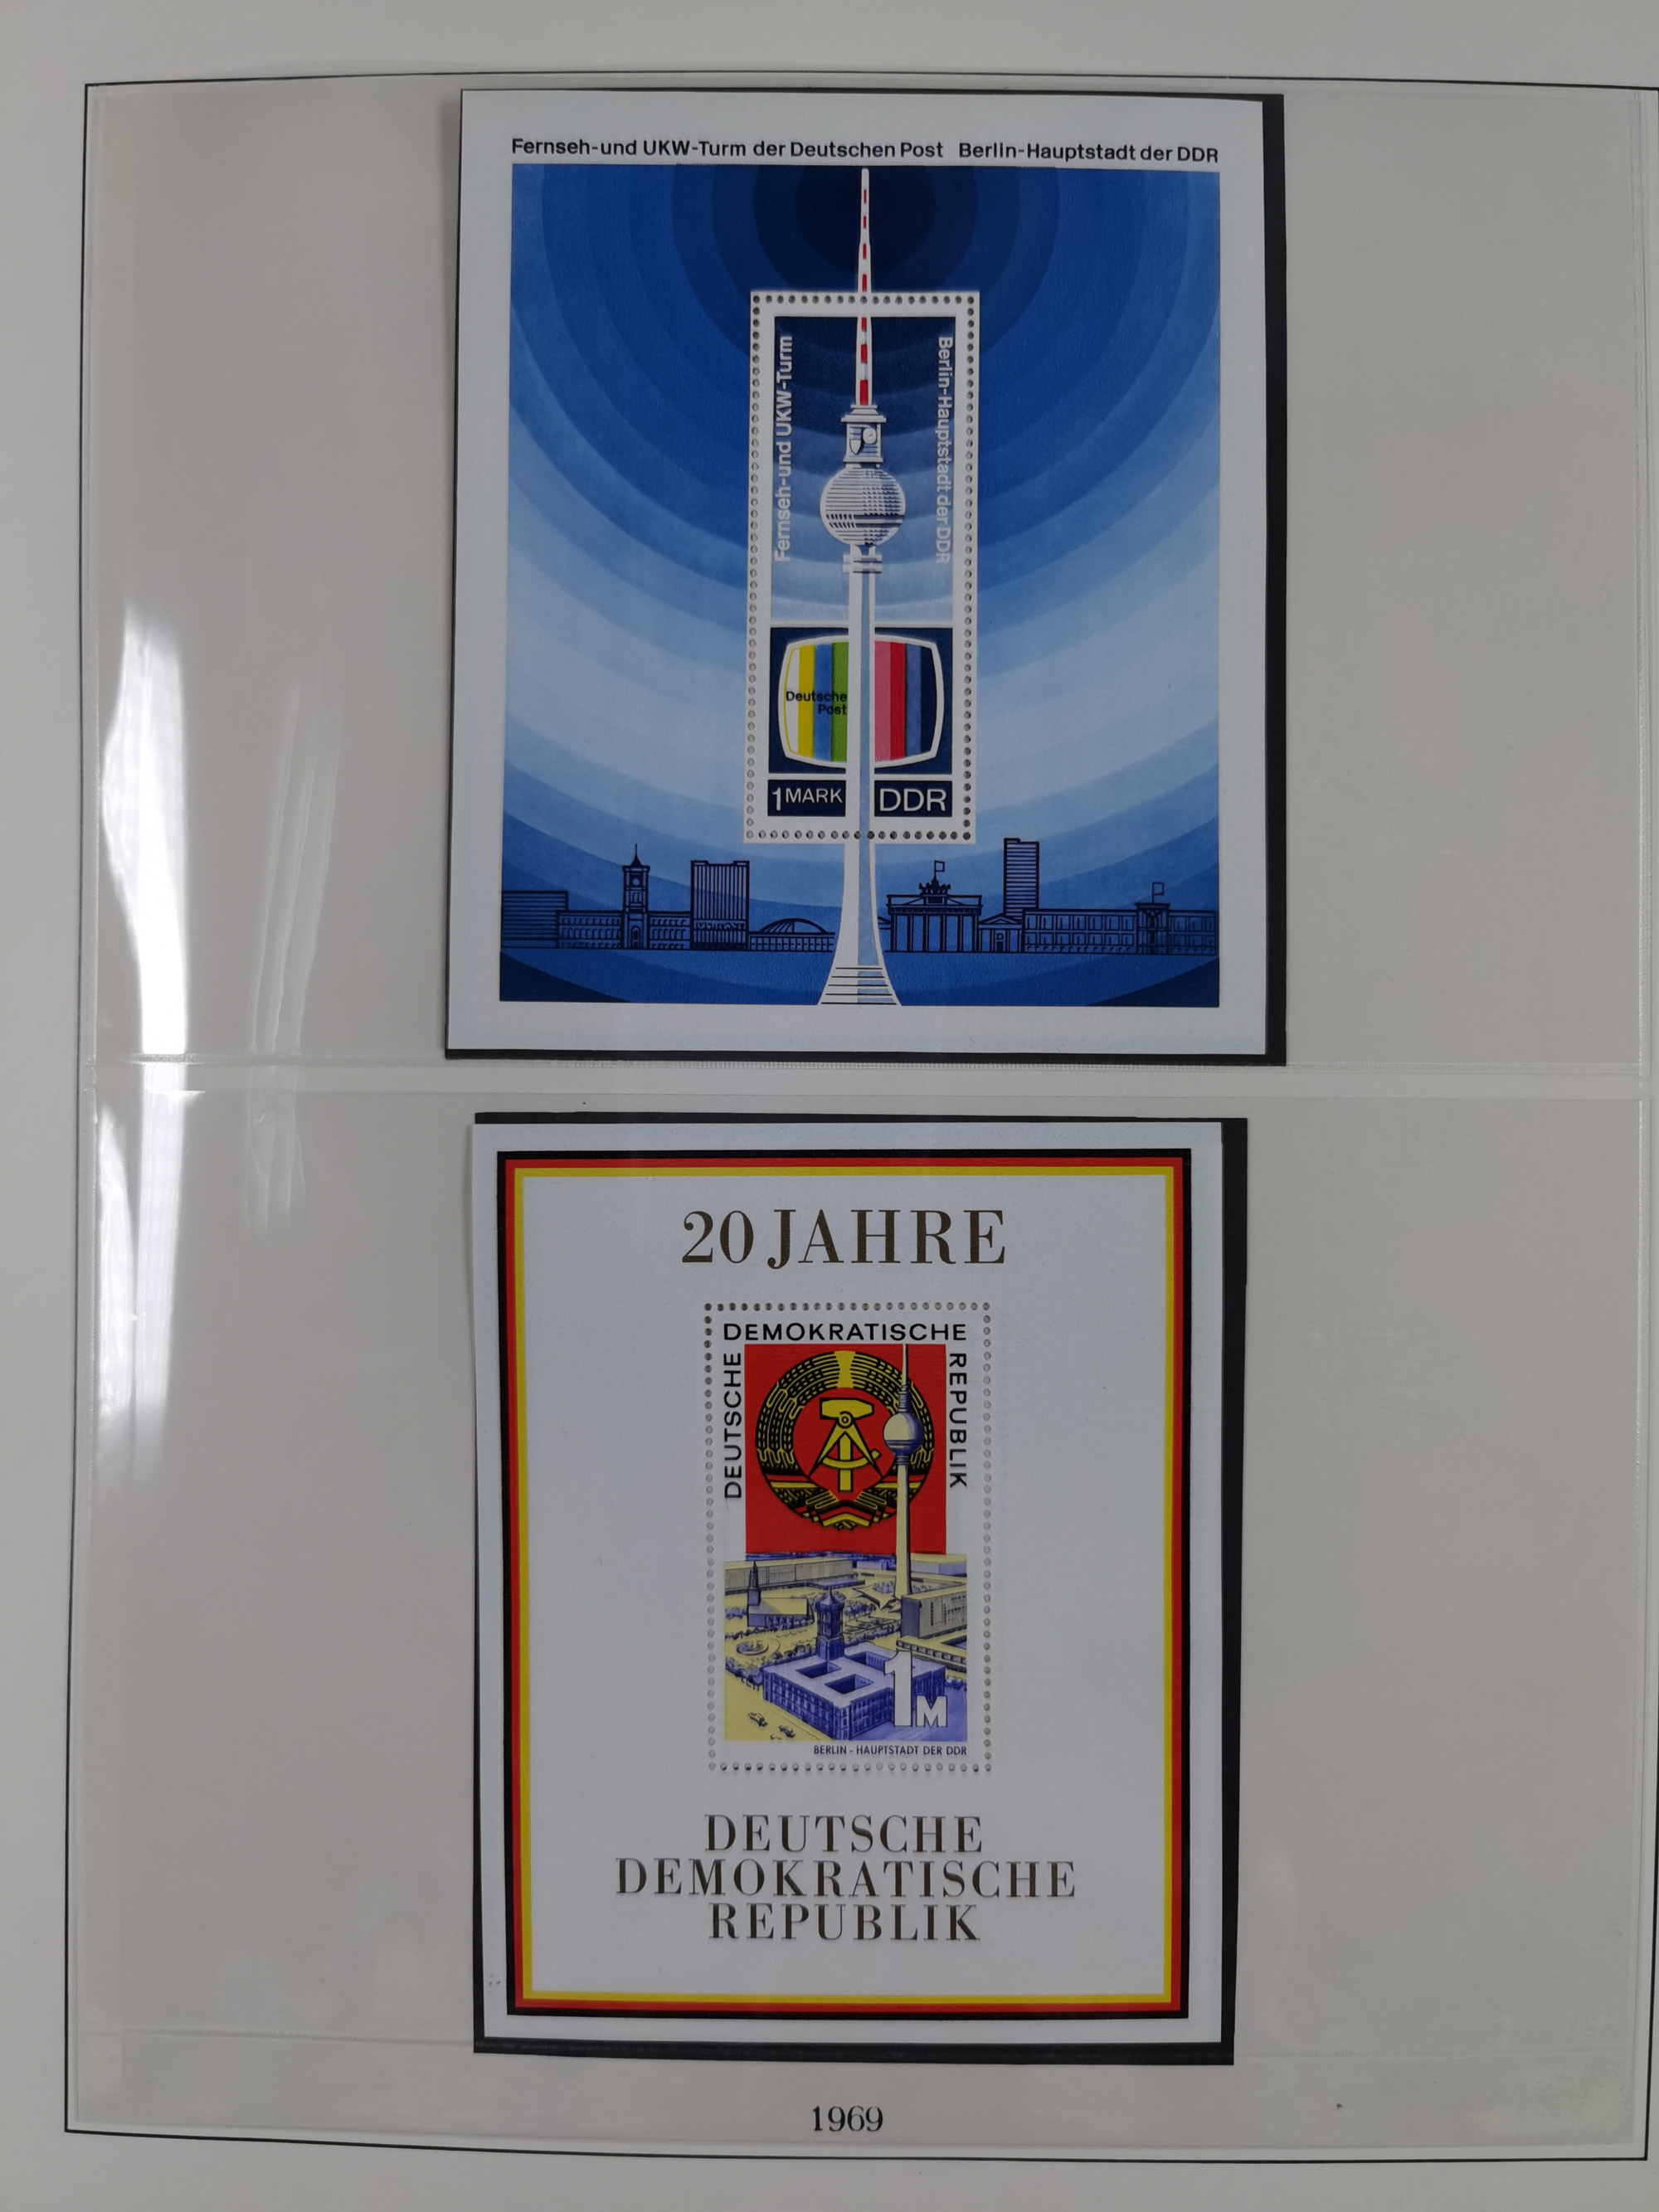 Fernseh-und UKW-Turm der Deutschen Post Berlin-Hauptstadt der DDR
Fernseh-und UKW-Turm
Berlin-Hauptstadt der DDR
Deutsche
Post
1 MARK
DDR
20 JAHRE
DEUTSCHE
DEMOKRATISCHE
REPUBLIK
1 M
BERLIN - HAUPTSTADT DER DDR
DEUTSCHE
DEMOKRATISCHE
REPUBLIK
1969